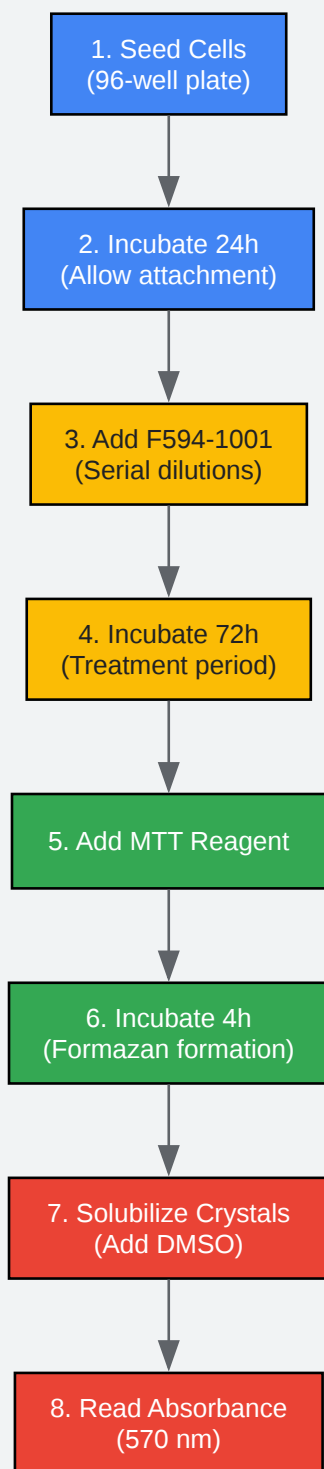 1. Seed Cells
(96-well plate)
2. Incubate 24h
(Allow attachment)
3. Add F594-1001
(Serial dilutions)
4. Incubate 72h
(Treatment period)
5. Add MTT Reagent
6. Incubate 4h
(Formazan formation)
7. Solubilize Crystals
(Add DMSO)
8. Read Absorbance
(570 nm)